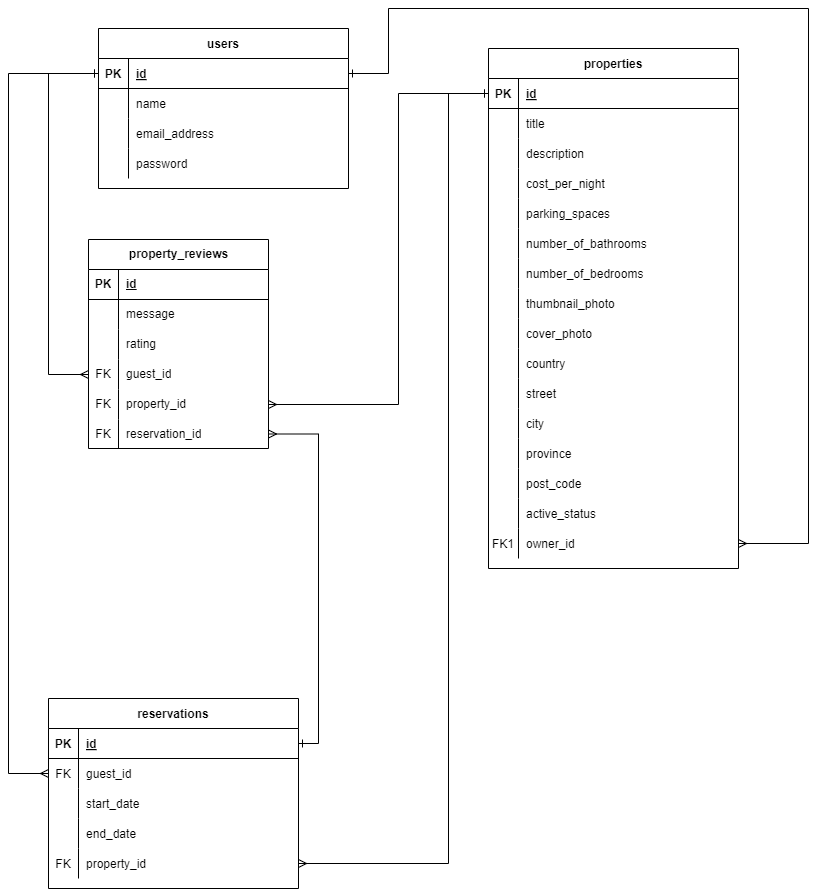 users
PK id
name
email_address
password
properties
PK id
title
description
cost_per_night
parking_spaces
number_of_bathrooms
number_of_bedrooms
thumbnail_photo
cover_photo
country
street
city
province
post_code
active_status
FK1 owner_id
property_reviews
PK id
message
rating
FK guest_id
FK property_id
FK reservation_id
reservations
PK id
FK guest_id
start_date
end_date
FK property_id